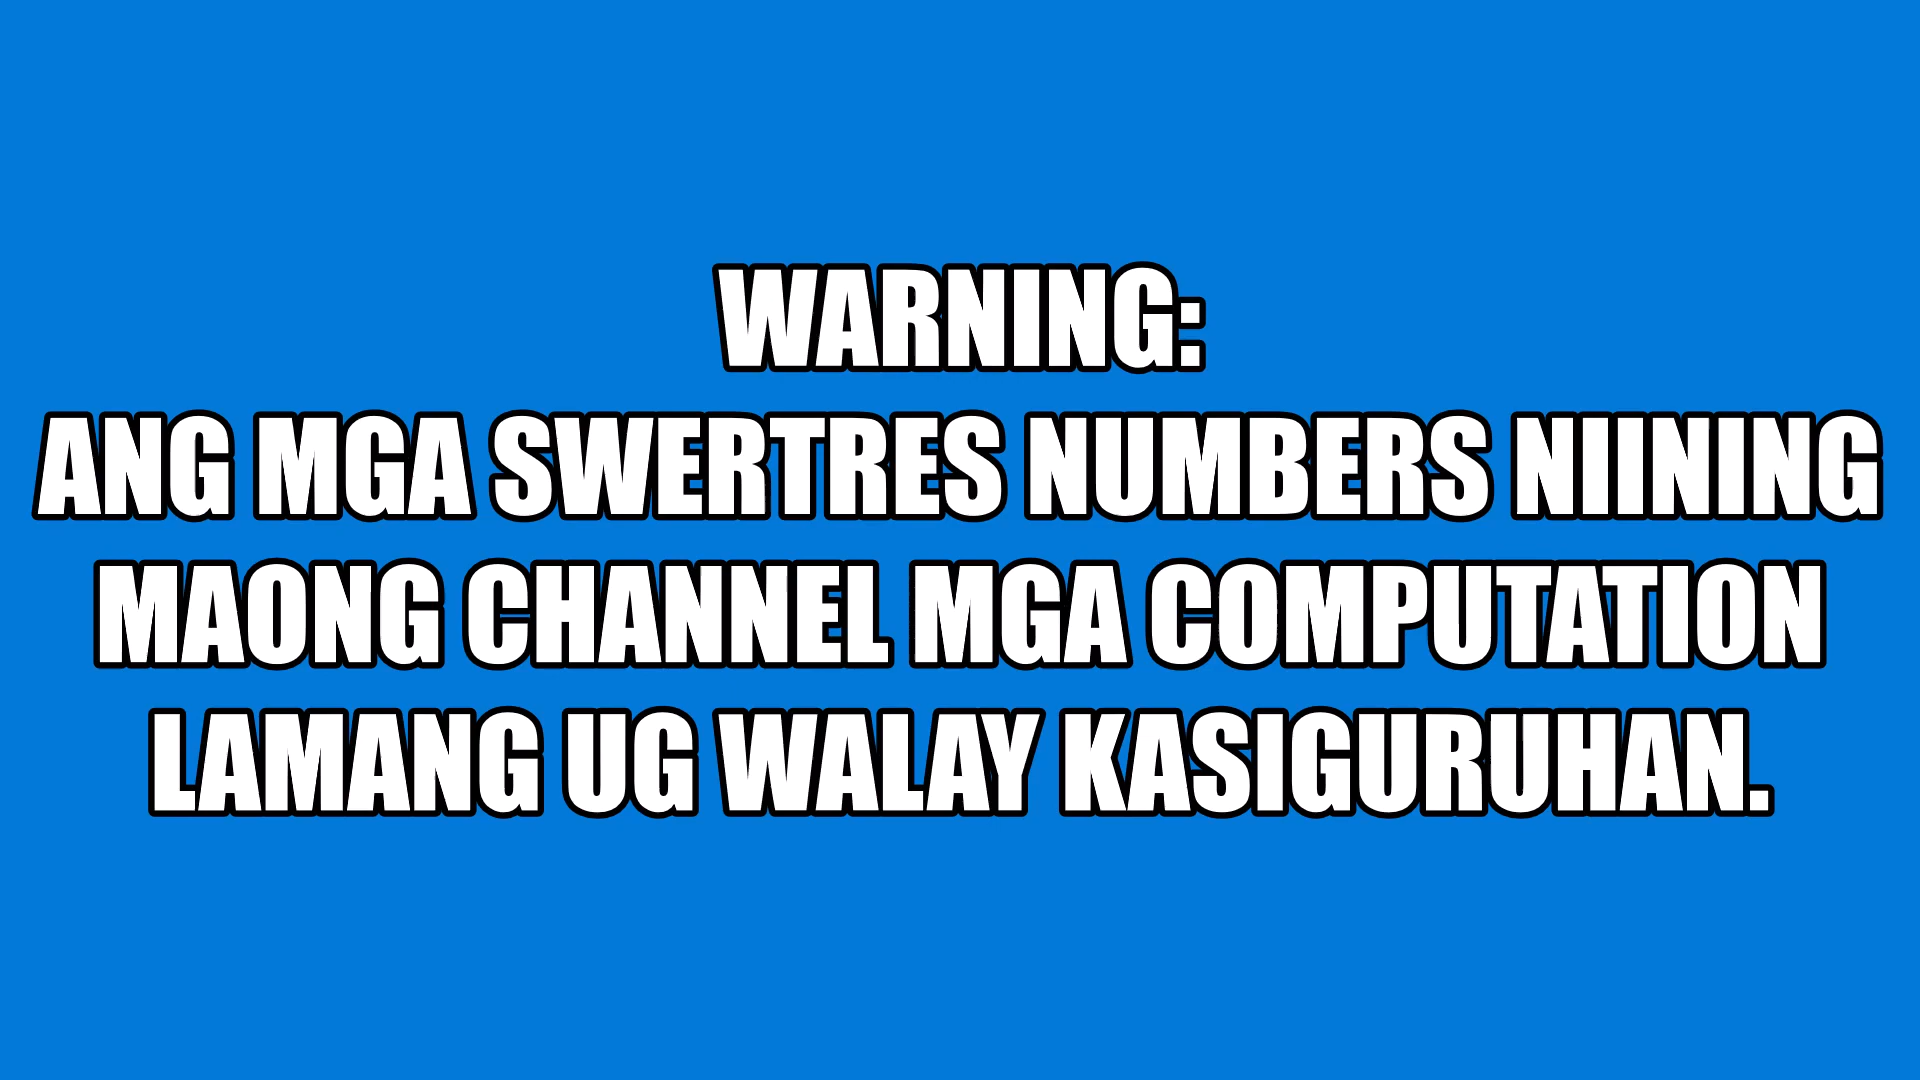 WARNING:
ANG MGA SWERTRES NUMBERS NIINING
MAONG CHANNEL MGA COMPUTATION
LAMANG UG WALAY KASIGURUHAN.